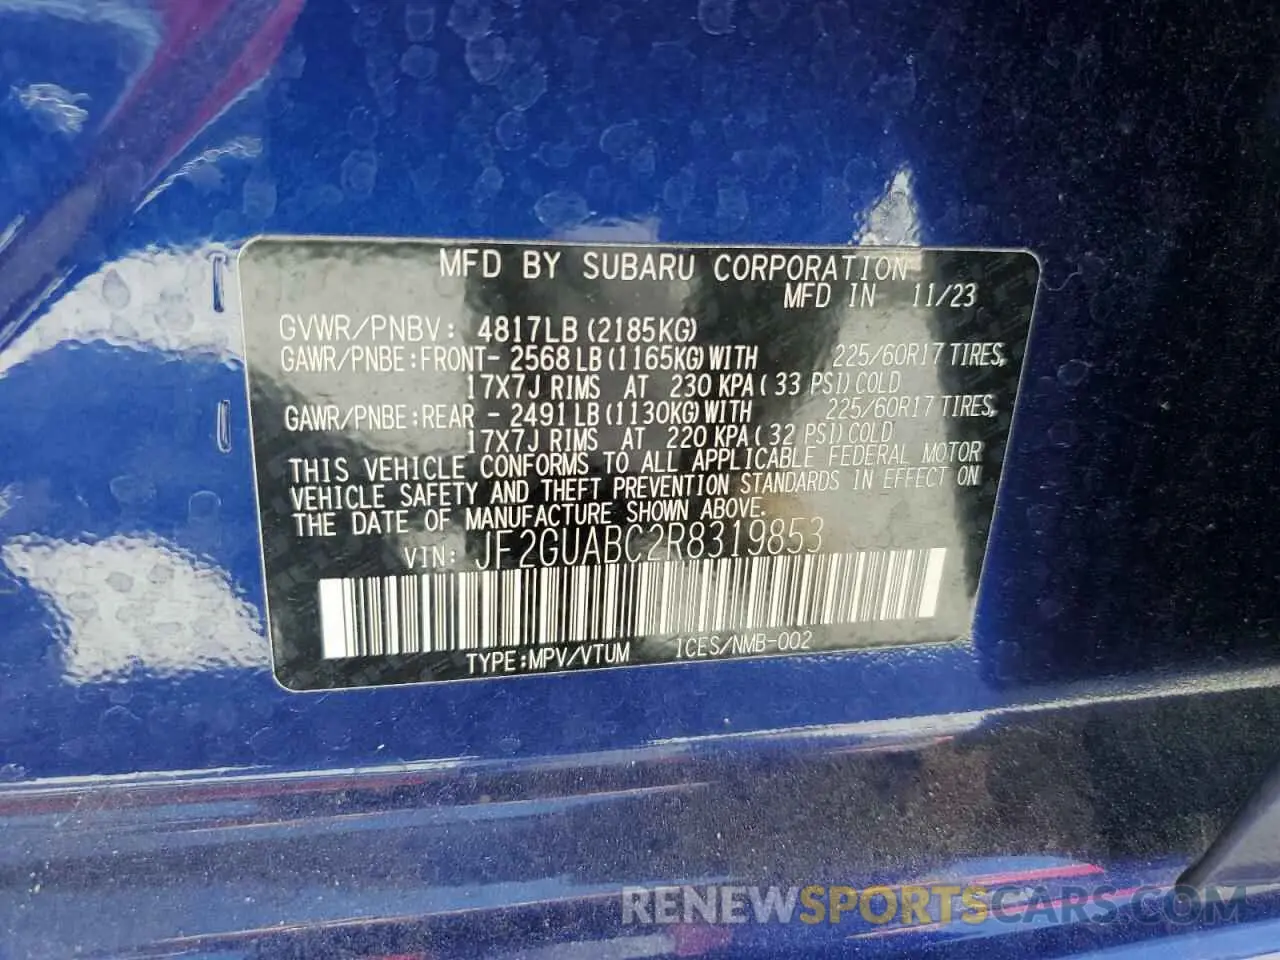 MFD BY SUBARU CORPORATION
MFD IN 11/23
GVWR/PNBV: 4817LB (2185KG)
GAWR/PNBE:FRONT- 2568 LB (1165KG) WITH 225/60R17 TIRES,
17X7J RIMS AT 230 KPA ( 33 PSI) COLD
GAWR/PNBE:REAR - 2491 LB (1130KG) WITH 225/60R17 TIRES,
17X7J RIMS AT 220 KPA ( 32 PSI) COLD
THIS VEHICLE CONFORMS TO ALL APPLICABLE FEDERAL MOTOR
VEHICLE SAFETY AND THEFT PREVENTION STANDARDS IN EFFECT ON
THE DATE OF MANUFACTURE SHOWN ABOVE.
VIN: JF2GUABC2R8319853
TYPE:MPV/VTUM ICES/NMB-002
RENEWSPORTSCARS.COM